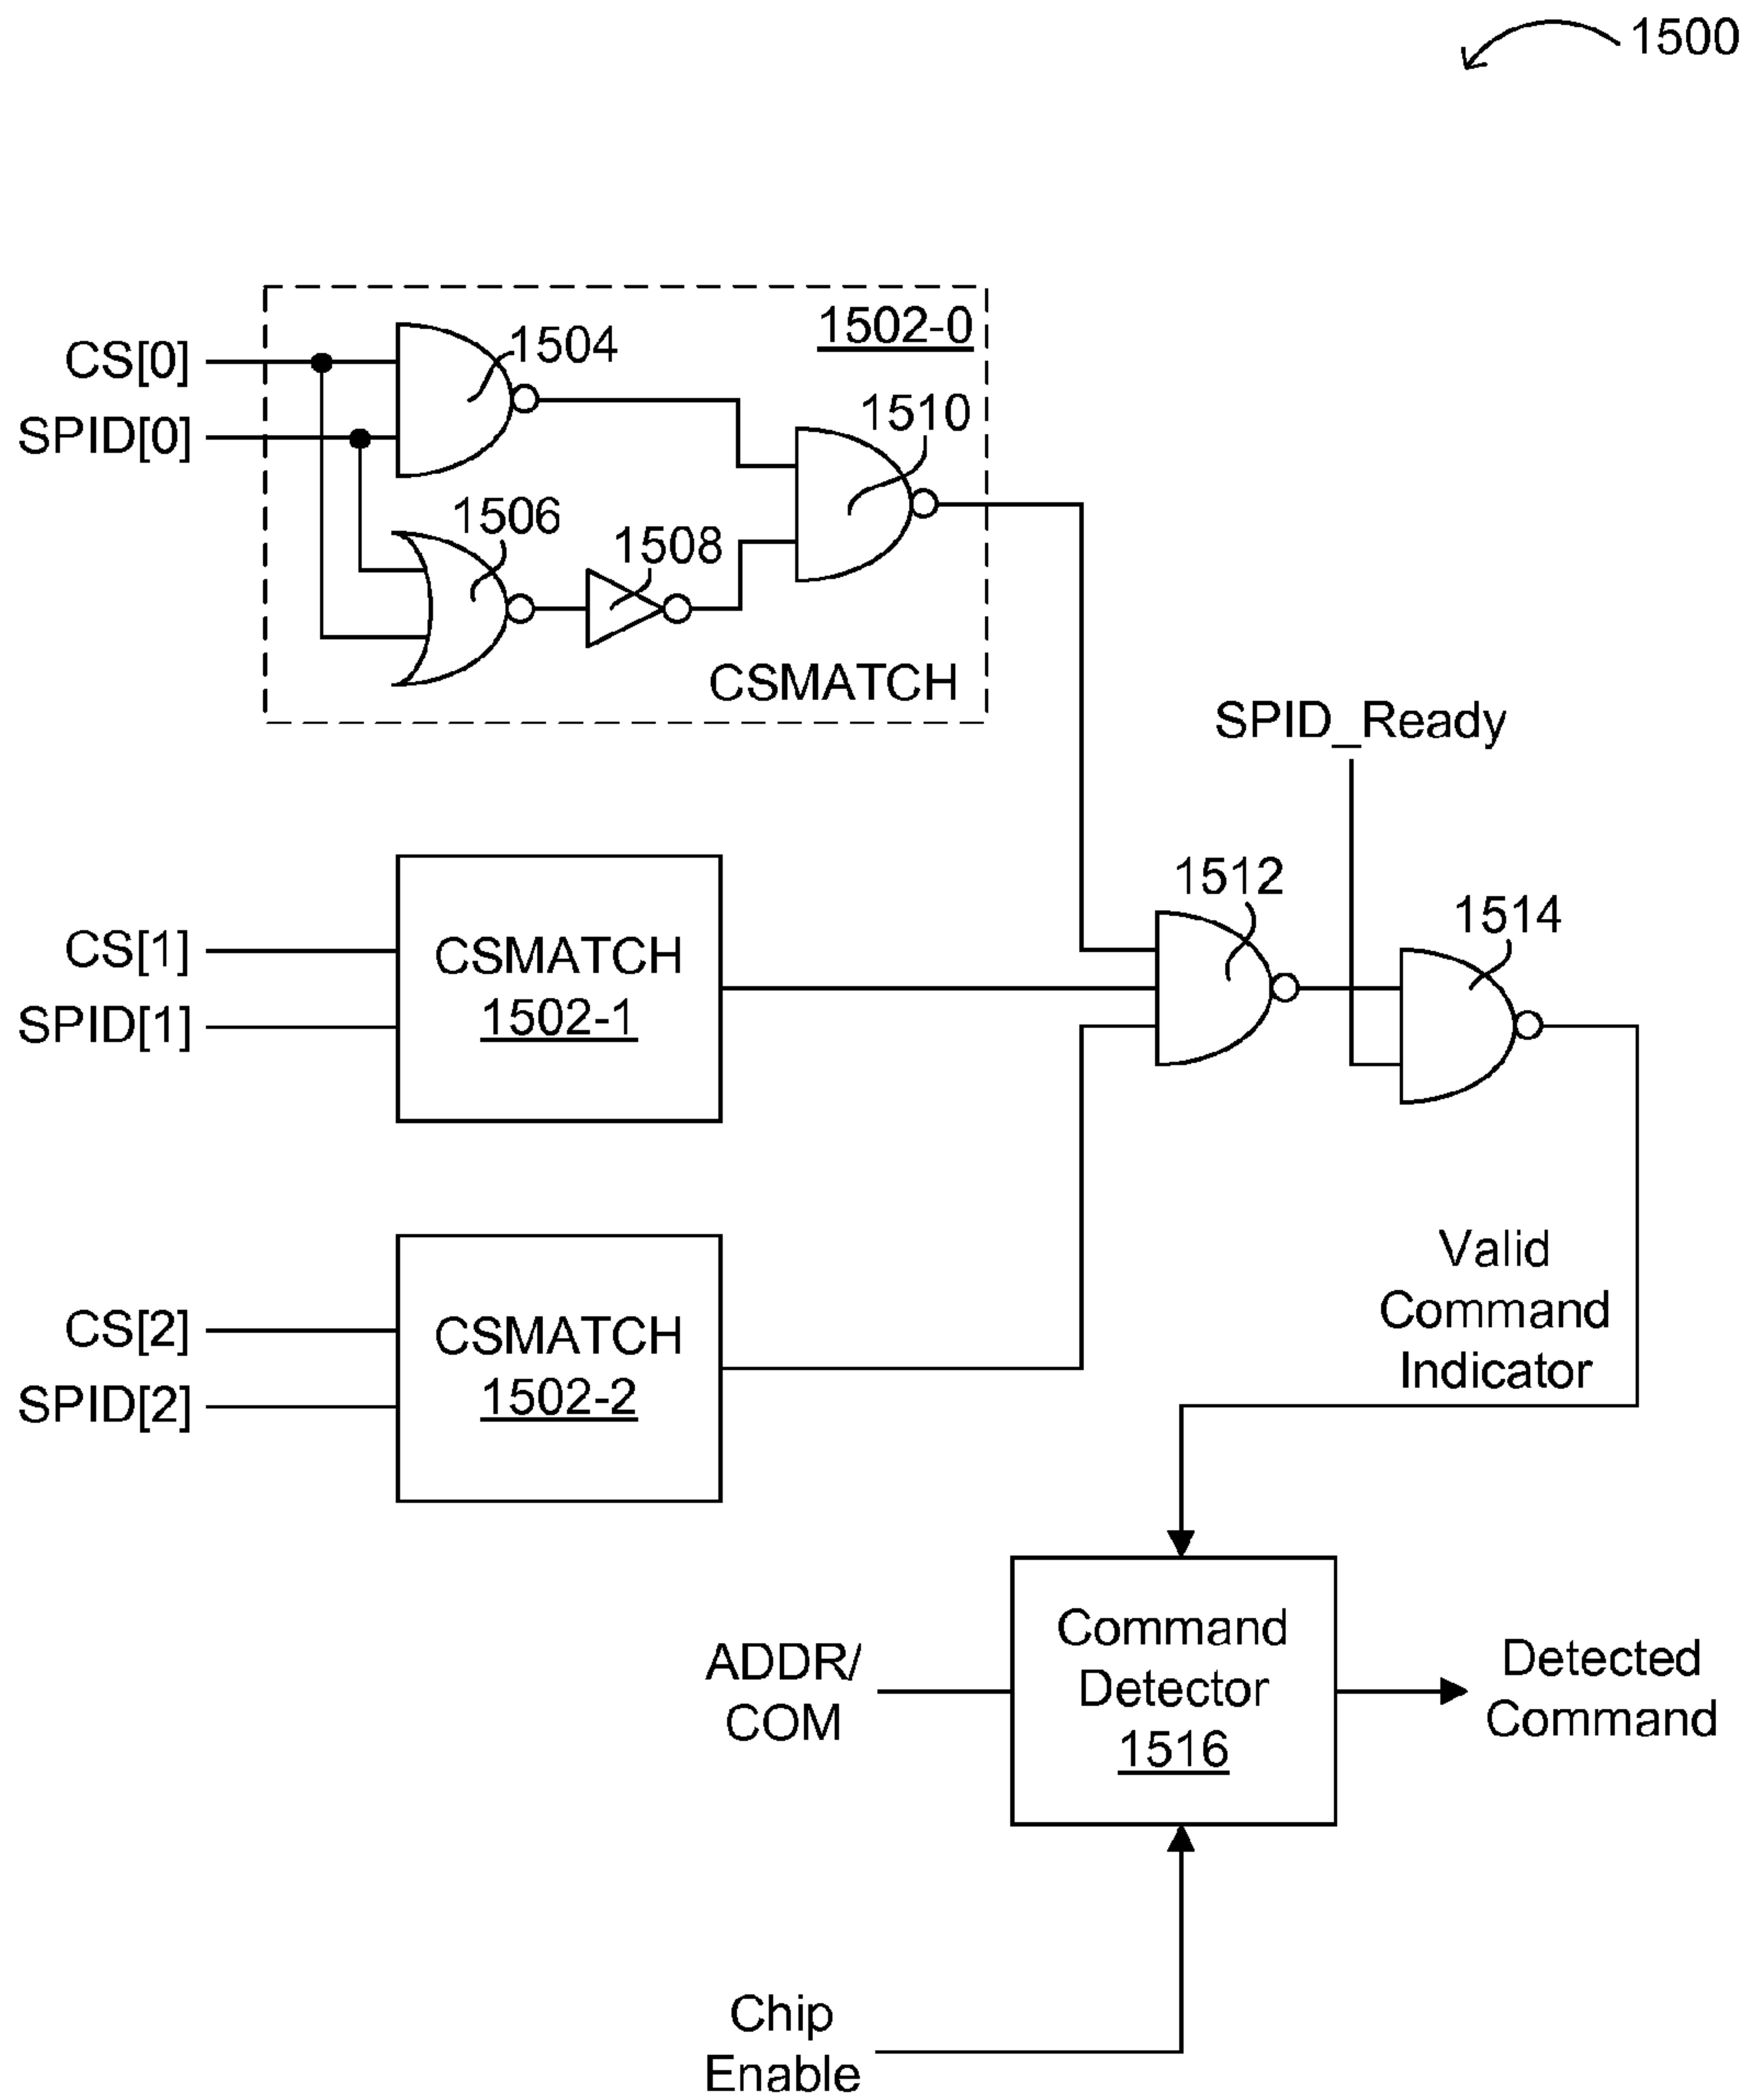 1500
1502-0
CS[0]
1504
SPID[0]
1510
1506
1508
CSMATCH
SPID_Ready
1512
1514
CS[1]
CSMATCH
SPID[1]
1502-1
Valid
Command
Indicator
CS[2]
CSMATCH
SPID[2]
1502-2
ADDR/
COM
Command
Detector
1516
Detected
Command
Chip
Enable